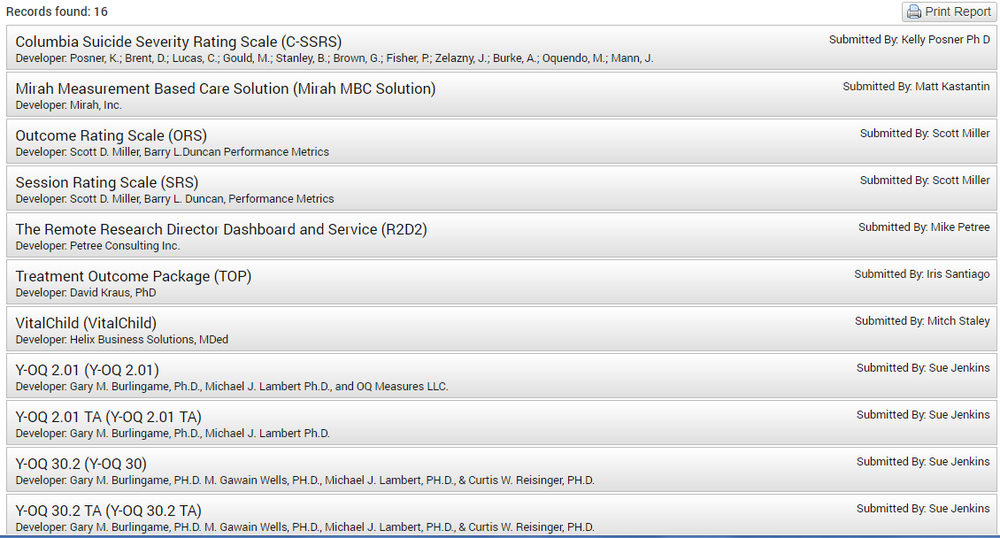 Records found: 16
Print Report
Columbia Suicide Severity Rating Scale (C-SSRS)
Submitted By: Kelly Posner Ph D
Developer: Posner, K.; Brent, D.; Lucas, C.; Gould, M.; Stanley, B.; Brown, G.; Fisher, P.; Zelazny, J.; Burke, A.; Oquendo, M.; Mann, J.
Mirah Measurement Based Care Solution (Mirah MBC Solution)
Submitted By: Matt Kastantin
Developer: Mirah, Inc.
Outcome Rating Scale (ORS)
Submitted By: Scott Miller
Developer: Scott D. Miller, Barry L.Duncan Performance Metrics
Session Rating Scale (SRS)
Submitted By: Scott Miller
Developer: Scott D. Miller, Barry L. Duncan, Performance Metrics
The Remote Research Director Dashboard and Service (R2D2)
Submitted By: Mike Petree
Developer: Petree Consulting Inc.
Treatment Outcome Package (TOP)
Submitted By: Iris Santiago
Developer: David Kraus, PhD
VitalChild (VitalChild)
Submitted By: Mitch Staley
Developer: Helix Business Solutions, MDed
Y-OQ 2.01 (Y-OQ 2.01)
Submitted By: Sue Jenkins
Developer: Gary M. Burlingame, Ph.D., Michael J. Lambert Ph.D., and OQ Measures LLC.
Y-OQ 2.01 TA (Y-OQ 2.01 TA)
Submitted By: Sue Jenkins
Developer: Gary M. Burlingame, Ph.D., Michael J. Lambert Ph.D.
Y-OQ 30.2 (Y-OQ 30)
Submitted By: Sue Jenkins
Developer: Gary M. Burlingame, PH.D. M. Gawain Wells, PH.D., Michael J. Lambert, PH.D., & Curtis W. Reisinger, PH.D.
Y-OQ 30.2 TA (Y-OQ 30.2 TA)
Submitted By: Sue Jenkins
Developer: Gary M. Burlingame, PH.D. M. Gawain Wells, PH.D., Michael J. Lambert, PH.D., & Curtis W. Reisinger, PH.D.